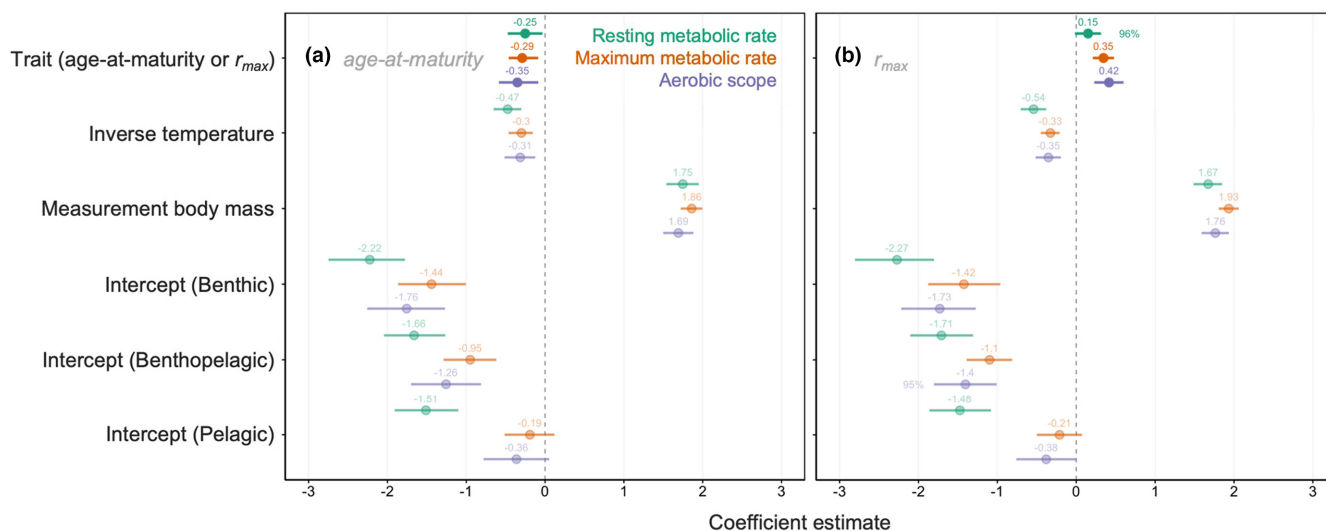 (a) age-at-maturity
Resting metabolic rate
Maximum metabolic rate
Aerobic scope
(b) r_max
Trait (age-at-maturity or r_max)
-0.25
-0.29
-0.35
0.15
96%
0.35
0.42
Inverse temperature
-0.47
-0.3
-0.31
-0.54
-0.33
-0.35
Measurement body mass
1.75
1.86
1.69
1.67
1.93
1.76
Intercept (Benthic)
-2.22
-1.44
-1.76
-2.27
-1.42
-1.73
Intercept (Benthopelagic)
-1.66
-0.95
-1.26
-1.71
-1.1
95%
-1.4
Intercept (Pelagic)
-1.51
-0.19
-0.36
-1.48
-0.21
-0.38
-3 -2 -1 0 1 2 3
-3 -2 -1 0 1 2 3
Coefficient estimate